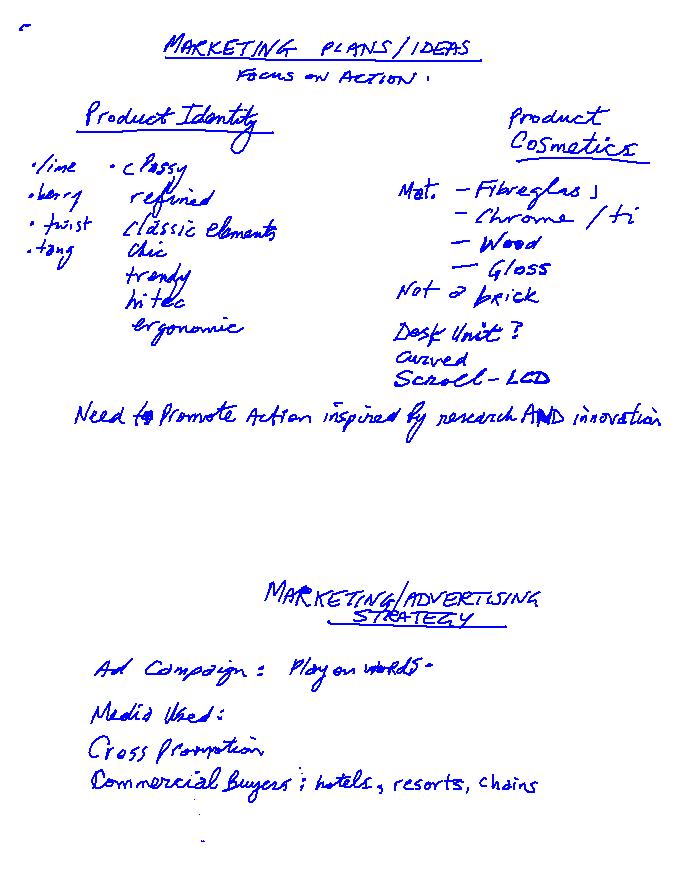 MARKETING PLANS/IDEAS
FOCUS ON ACTION.
Product Identity
• lime
• berry
• twist
• tang
• classy
refined
classic elements
chic
trendy
hitec
ergonomic
Product
Cosmetics
Mat. - Fibreglass
- Chrome / ti
- Wood
- Gloss
Not a brick
Desk Unit?
Curved
Scroll - LCD
Need to Promote Action inspired by research AND innovation
MARKETING/ADVERTISING
STRATEGY
Ad Campaign: Play on words-
Media Used:
Cross Promotion
Commercial Buyers: hotels, resorts, chains